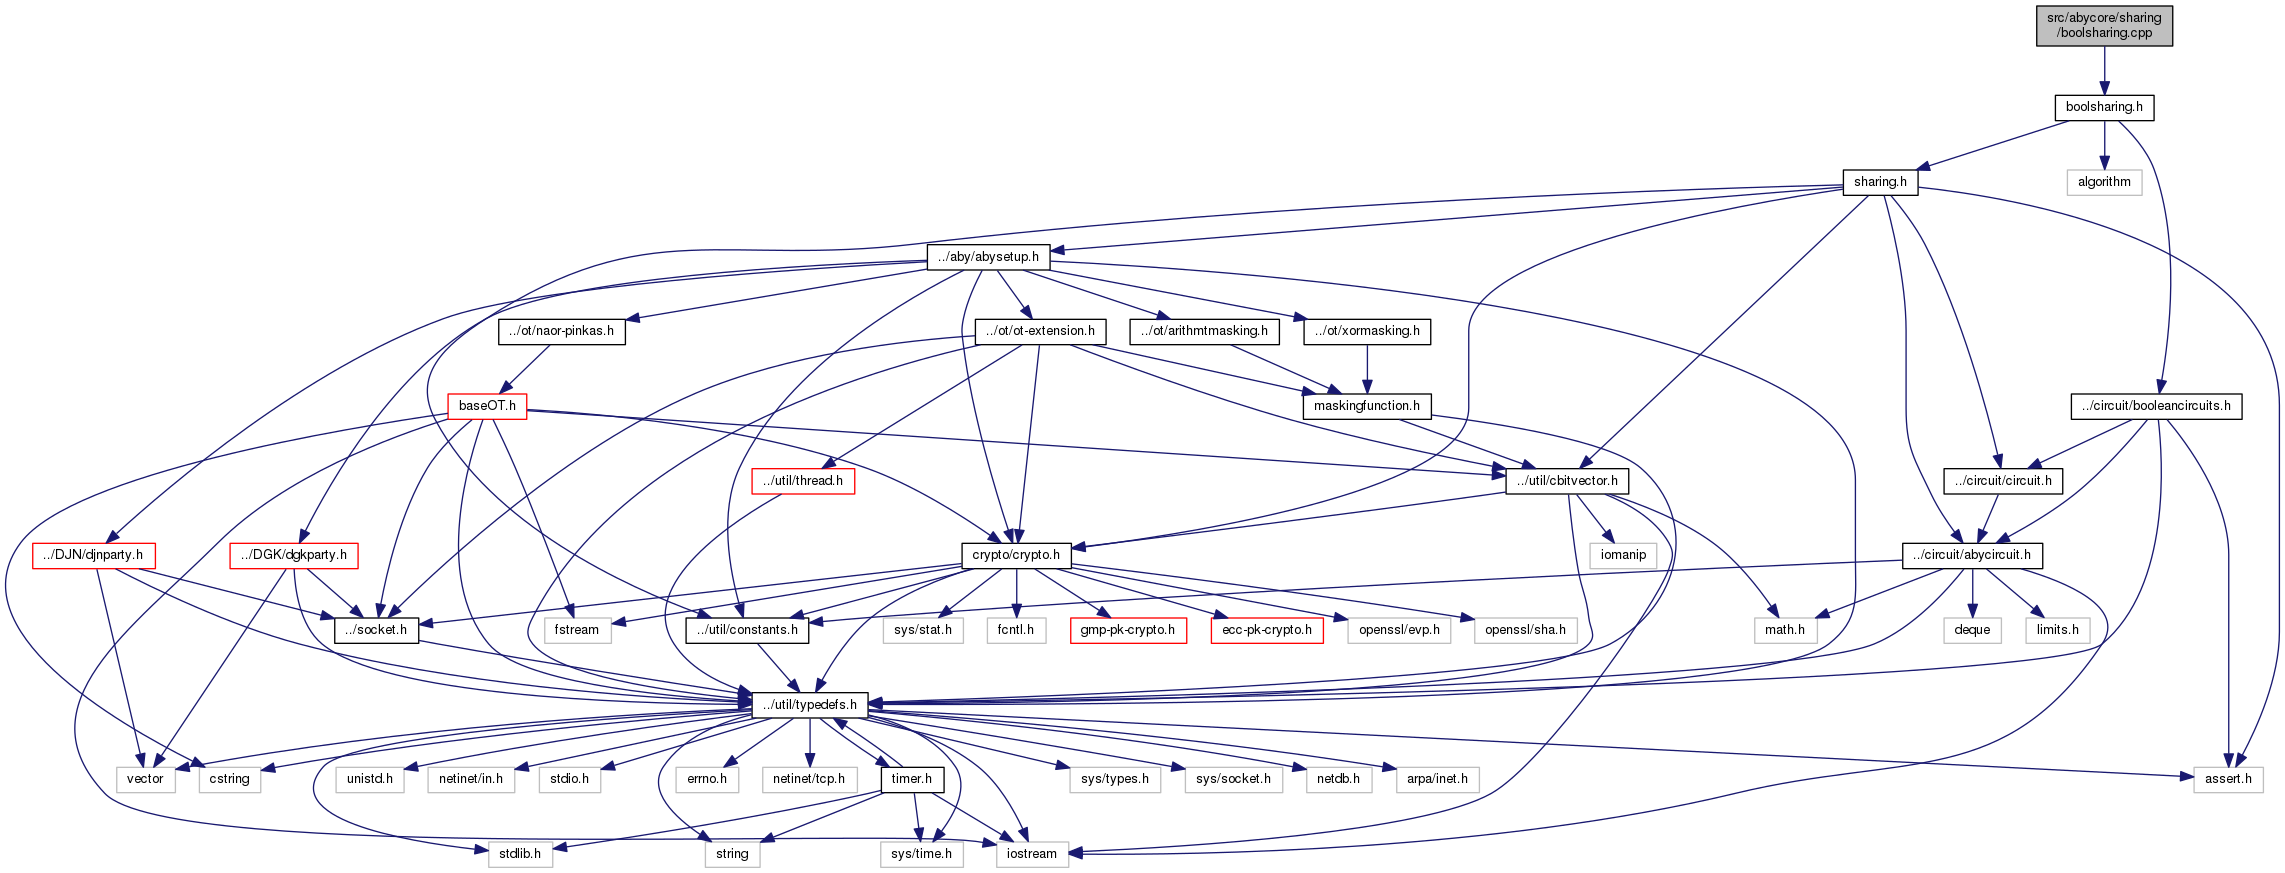 src/abycore/sharing
/boolsharing.cpp
boolsharing.h
sharing.h
algorithm
../aby/abysetup.h
../ot/naor-pinkas.h
../ot/ot-extension.h
../ot/arithmtmasking.h
../ot/xormasking.h
baseOT.h
maskingfunction.h
../circuit/booleancircuits.h
../util/thread.h
../util/cbitvector.h
../circuit/circuit.h
../DJN/djnparty.h
../DGK/dgkparty.h
crypto/crypto.h
iomanip
../circuit/abycircuit.h
../socket.h
fstream
../util/constants.h
sys/stat.h
fcntl.h
gmp-pk-crypto.h
ecc-pk-crypto.h
openssl/evp.h
openssl/sha.h
math.h
deque
limits.h
../util/typedefs.h
vector
cstring
unistd.h
netinet/in.h
stdio.h
errno.h
netinet/tcp.h
timer.h
sys/types.h
sys/socket.h
netdb.h
arpa/inet.h
assert.h
stdlib.h
string
sys/time.h
iostream